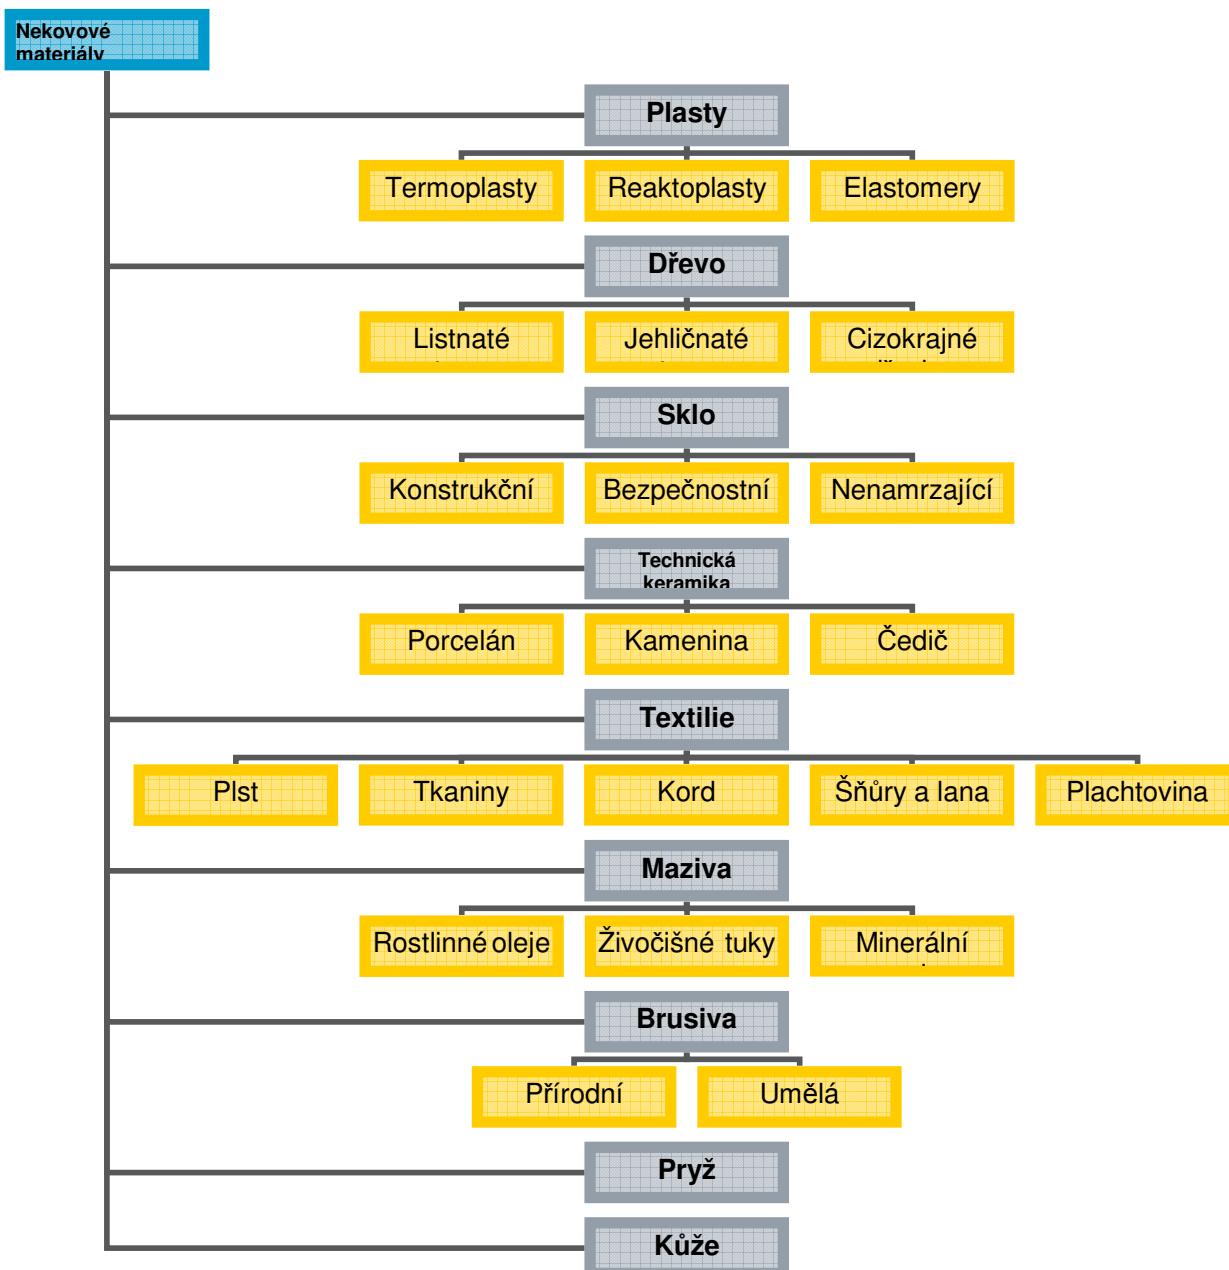 Nekovové
materiály
Plasty
Termoplasty Reaktoplasty Elastomery
Dřevo
Listnaté Jehličnaté Cizokrajné
Sklo
Konstrukční Bezpečnostní Nenamrzající
Technická
keramika
Porcelán Kamenina Čedič
Textilie
Plst Tkaniny Kord Šňůry a lana Plachtovina
Maziva
Rostlinné oleje Živočišné tuky Minerální
Brusiva
Přírodní Umělá
Pryž
Kůže